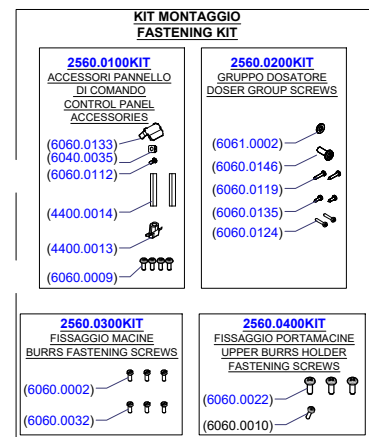 KIT MONTAGGIO
FASTENING KIT
2560.0100KIT
ACCESSORI PANNELLO
DI COMANDO
CONTROL PANEL
ACCESSORIES
(6060.0133)
(6040.0035)
(6060.0112)
(4400.0014)
(4400.0013)
(6060.0009)
2560.0200KIT
GRUPPO DOSATORE
DOSER GROUP SCREWS
(6061.0002)
(6060.0146)
(6060.0119)
(6060.0135)
(6060.0124)
2560.0300KIT
FISSAGGIO MACINE
BURRS FASTENING SCREWS
(6060.0002)
(6060.0032)
2560.0400KIT
FISSAGGIO PORTAMACINE
UPPER BURRS HOLDER
FASTENING SCREWS
(6060.0022)
(6060.0010)